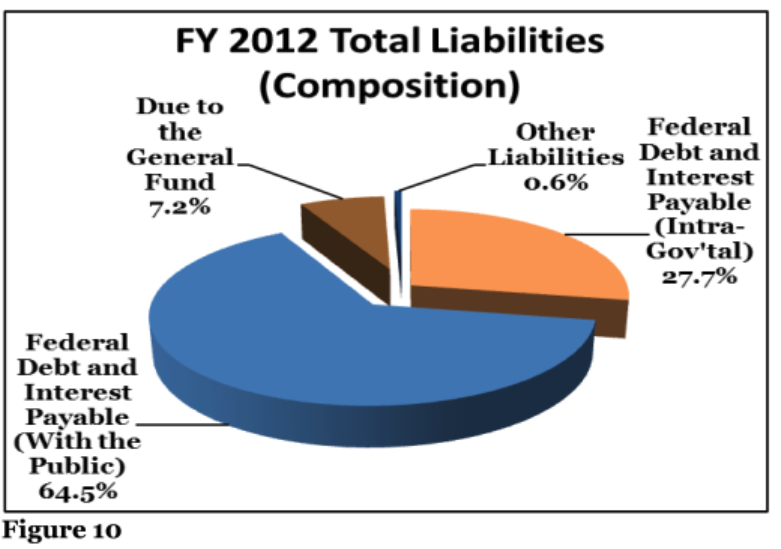 FY 2012 Total Liabilities
(Composition)
Due to
the
General
Fund
7.2%
Other
Liabilities
0.6%
Federal
Debt and
Interest
Payable
(Intra-
Gov'tal)
27.7%
Federal
Debt and
Interest
Payable
(With the
Public)
64.5%
Figure 10